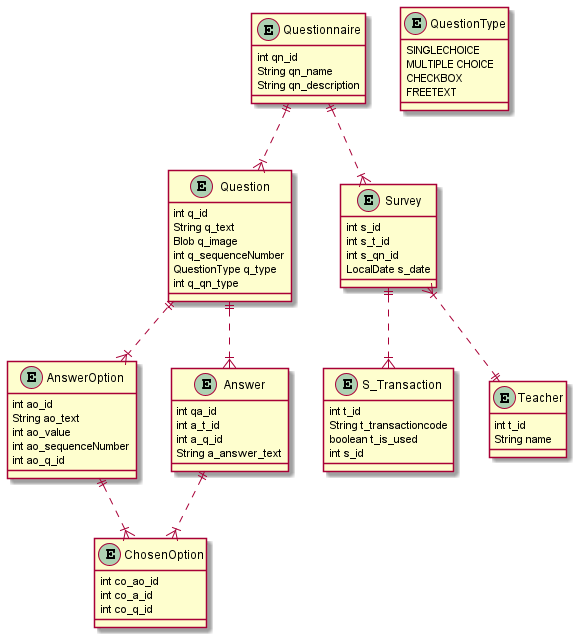 E Questionnaire
int qn_id
String qn_name
String qn_description
E QuestionType
SINGLECHOICE
MULTIPLE CHOICE
CHECKBOX
FREETEXT
E Question
int q_id
String q_text
Blob q_image
int q_sequenceNumber
QuestionType q_type
int q_qn_type
E Survey
int s_id
int s_t_id
int s_qn_id
LocalDate s_date
E AnswerOption
int ao_id
String ao_text
int ao_value
int ao_sequenceNumber
int ao_q_id
E Answer
int qa_id
int a_t_id
int a_q_id
String a_answer_text
E S_Transaction
int t_id
String t_transactioncode
boolean t_is_used
int s_id
E Teacher
int t_id
String name
E ChosenOption
int co_ao_id
int co_a_id
int co_q_id